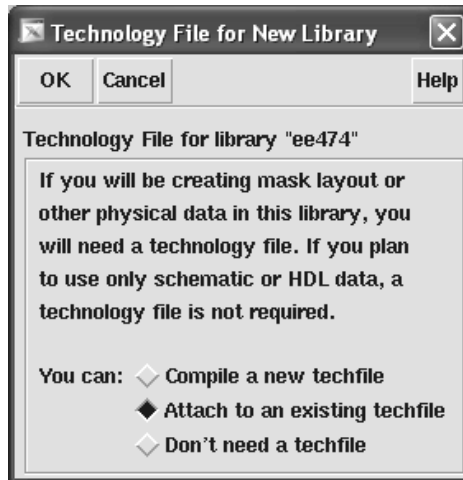 Technology File for New Library
OK Cancel Help
Technology File for library "ee474"
If you will be creating mask layout or
other physical data in this library, you
will need a technology file. If you plan
to use only schematic or HDL data, a
technology file is not required.
You can: Compile a new techfile
Attach to an existing techfile
Don't need a techfile